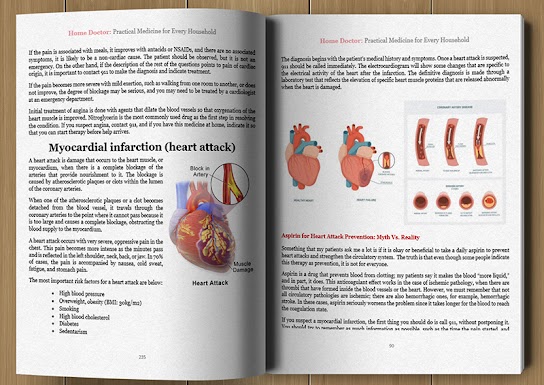 Home Doctor: Practical Medicine for Every Household
If the pain is associated with meals, it improves with antacids or NSAIDs, and there are no associated
symptoms, it is likely to be a non-cardiac cause. The patient should be observed, but it is not an
emergency. On the other hand, if the description of the rest of the questions points to pain of cardiac
origin, it is important to contact 911 to make the diagnosis and indicate treatment.
If the pain becomes more severe with mild exertion, such as walking from one room to another, or does
not improve, the degree of blockage may be serious, and you may need to be treated by a cardiologist
at an emergency department.
Initial treatment of angina is done with agents that dilate the blood vessels so that oxygenation of the
heart muscle is improved. Nitroglycerin is the most commonly used drug as the first step in resolving
the condition. If you suspect angina, contact 911, and if you have this medicine at home, indicate it so
that you can start therapy before help arrives.
Myocardial infarction (heart attack)
A heart attack is damage that occurs to the heart muscle, or
myocardium, when there is a complete blockage of the
arteries that provide nourishment to it. The blockage is
caused by atherosclerotic plaques or clots within the lumen
of the coronary arteries.
When one of the atherosclerotic plaques or a clot becomes
detached from the blood vessel, it travels through the
coronary arteries to the point where it cannot pass because it
is too large and causes a complete blockage, obstructing the
blood supply to the myocardium.
A heart attack occurs with very severe, oppressive pain in the
chest. This pain becomes more intense as the minutes pass
and is reflected in the left shoulder, neck, back, or jaw. In 70%
of cases, the pain is accompanied by nausea, cold sweat,
fatigue, and stomach pain.
The most important risk factors for a heart attack are below:
• High blood pressure
• Overweight, obesity (BMI: 30kg/m2)
• Smoking
• High blood cholesterol
• Diabetes
• Sedentarism
Block in
Artery
Muscle
Damage
Heart Attack
Home Doctor: Practical Medicine for Every Household
The diagnosis begins with the patient's medical history and symptoms. Once a heart attack is suspected,
911 should be called immediately. The electrocardiogram will show some changes that are specific to
the electrical activity of the heart after the infarction. The definitive diagnosis is made through a
laboratory test that reflects the elevation of specific heart muscle proteins that are released abnormally
when the heart is damaged.
CORONARY ARTERY DISEASE
HEALTHY HEART
HEART FAILURE
Aspirin for Heart Attack Prevention: Myth Vs. Reality
Something that my patients ask me a lot is if it is okay or beneficial to take a daily aspirin to prevent
heart attacks and strengthen the circulatory system. The truth is that even though some people indicate
this therapy as prevention, it is not for everyone.
Aspirin is a drug that prevents blood from clotting; my patients say it makes the blood "more liquid,"
and in part, it does. This anticoagulant effect works in the case of ischemic pathology, when there are
thrombi that have formed inside the blood vessels or the heart. However, we must remember that not
all circulatory pathologies are ischemic; there are also hemorrhagic ones, for example, hemorrhagic
stroke. In these cases, aspirin seriously worsens the problem since it takes longer for the blood to reach
the coagulation state.
If you suspect a myocardial infarction, the first thing you should do is call 911, without postponing it.
You should try to remember as much information as possible, such as the time the pain started, and